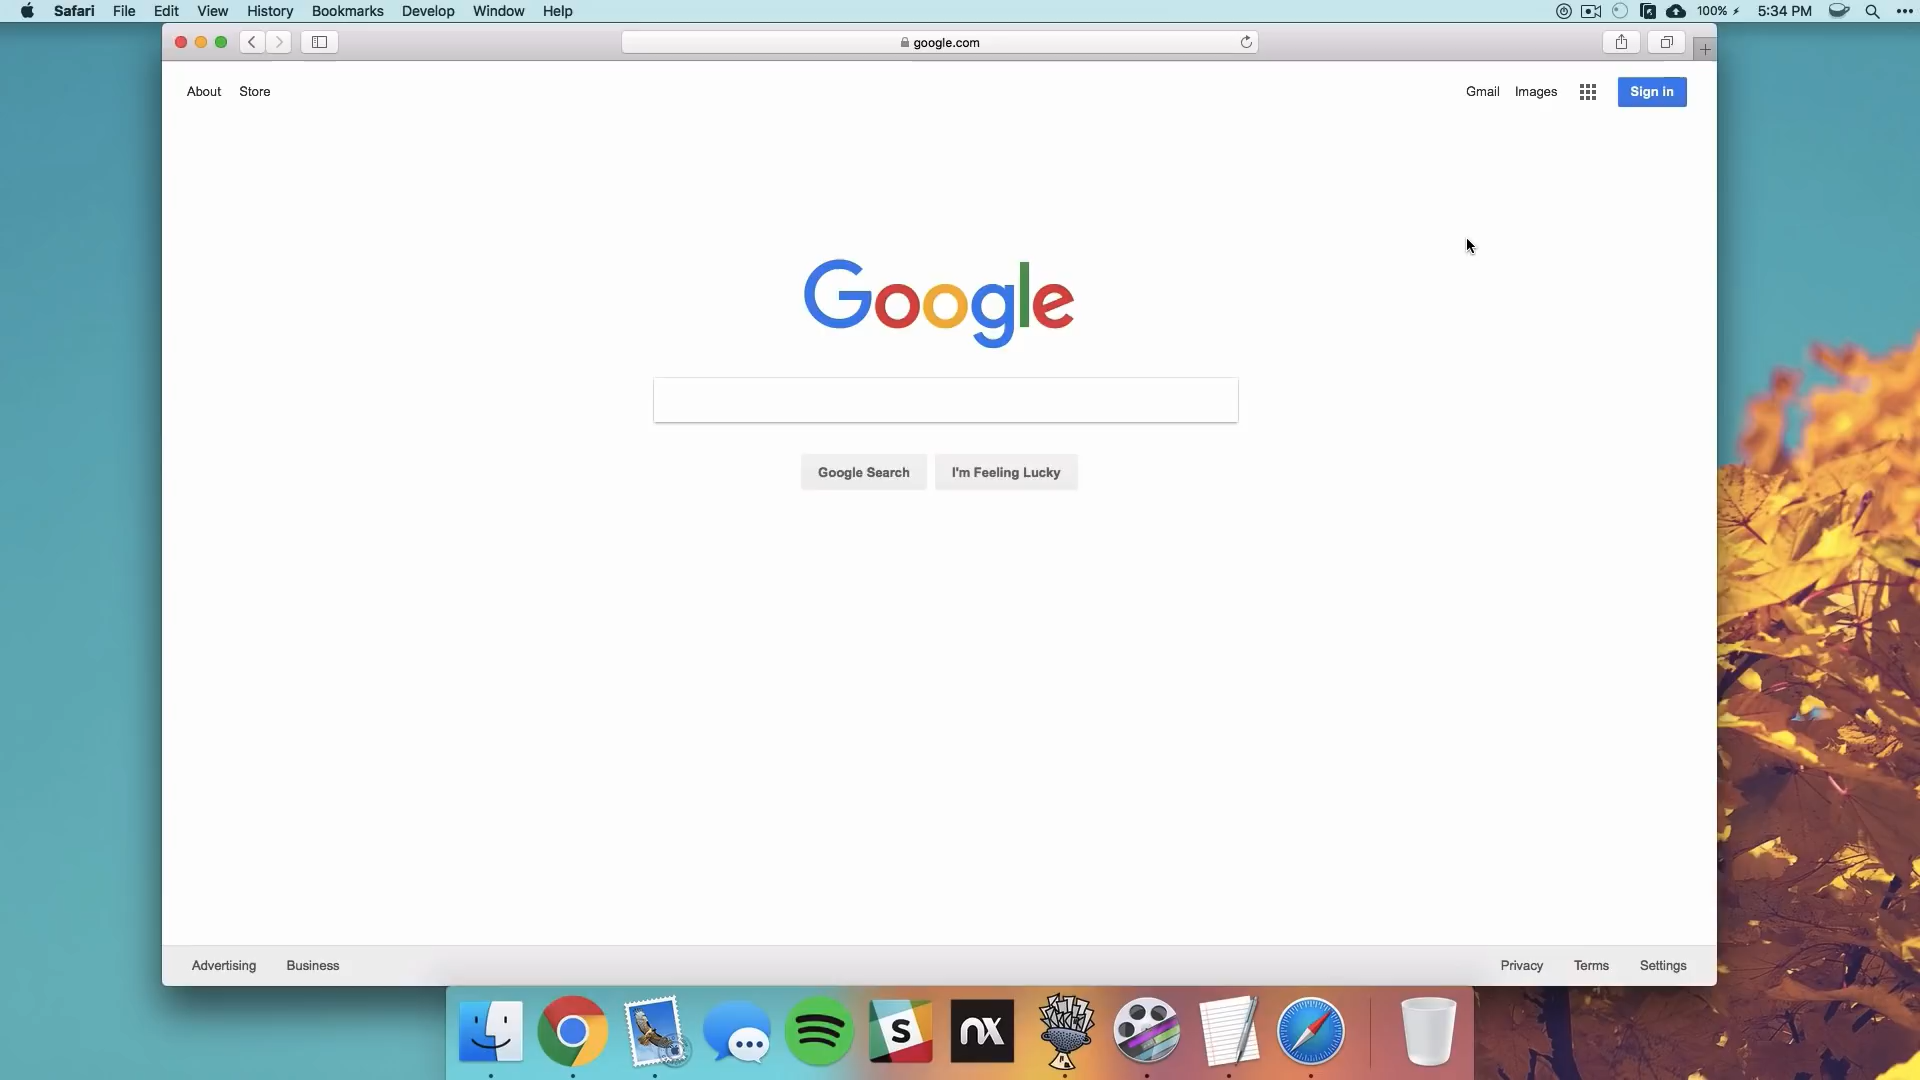 Safari File Edit View History Bookmarks Develop Window Help 100% 5:34 PM
google.com
About Store Gmail Images Sign in
Google
Google Search I'm Feeling Lucky
Advertising Business Privacy Terms Settings
S nx